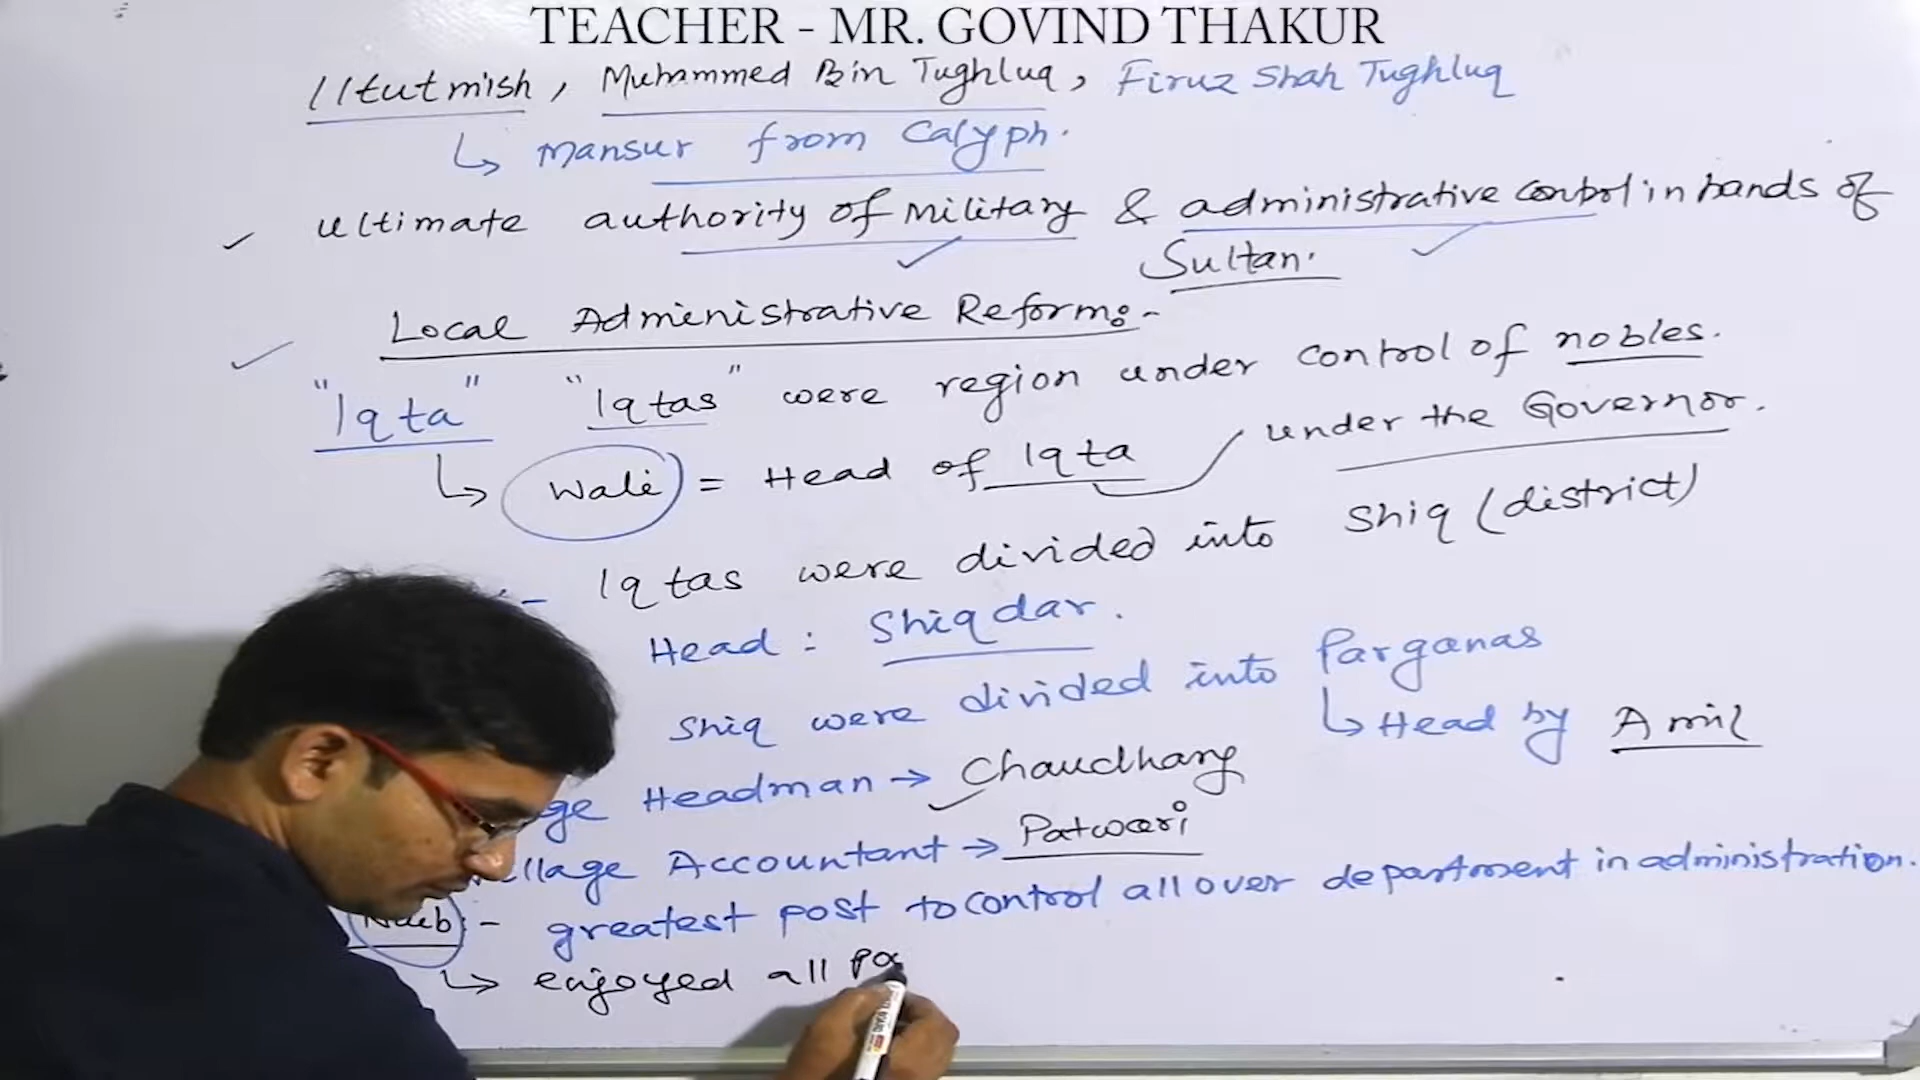 TEACHER - MR. GOVIND THAKUR
Iltutmish, Muhammed Bin Tughluq, Firuz Shah Tughluq
↳ Mansur from Calyph.
ultimate authority of Military & administrative control in hands of
Sultan.
Local Administrative Reform:-
"Iqta" "Iqtas" were region under control of nobles.
↳ Wali = Head of Iqta under the Governor.
- Iqtas were divided into Shiq (district)
Head : Shiqdar.
Shiq were divided into Parganas
↳ Head by Amil
ge Headman → Chaudhary
illage Accountant → Patwari
Naib :- greatest post to control all over department in administration.
↳ enjoyed all po